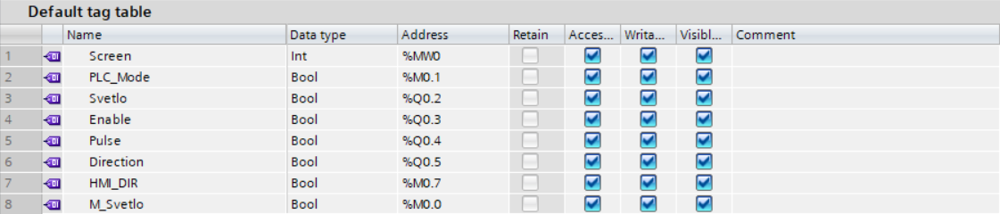 Default tag table
Name Data type Address Retain Acces... Writa... Visibl... Comment
1 Screen Int %MW0
2 PLC_Mode Bool %M0.1
3 Svetlo Bool %Q0.2
4 Enable Bool %Q0.3
5 Pulse Bool %Q0.4
6 Direction Bool %Q0.5
7 HMI_DIR Bool %M0.7
8 M_Svetlo Bool %M0.0